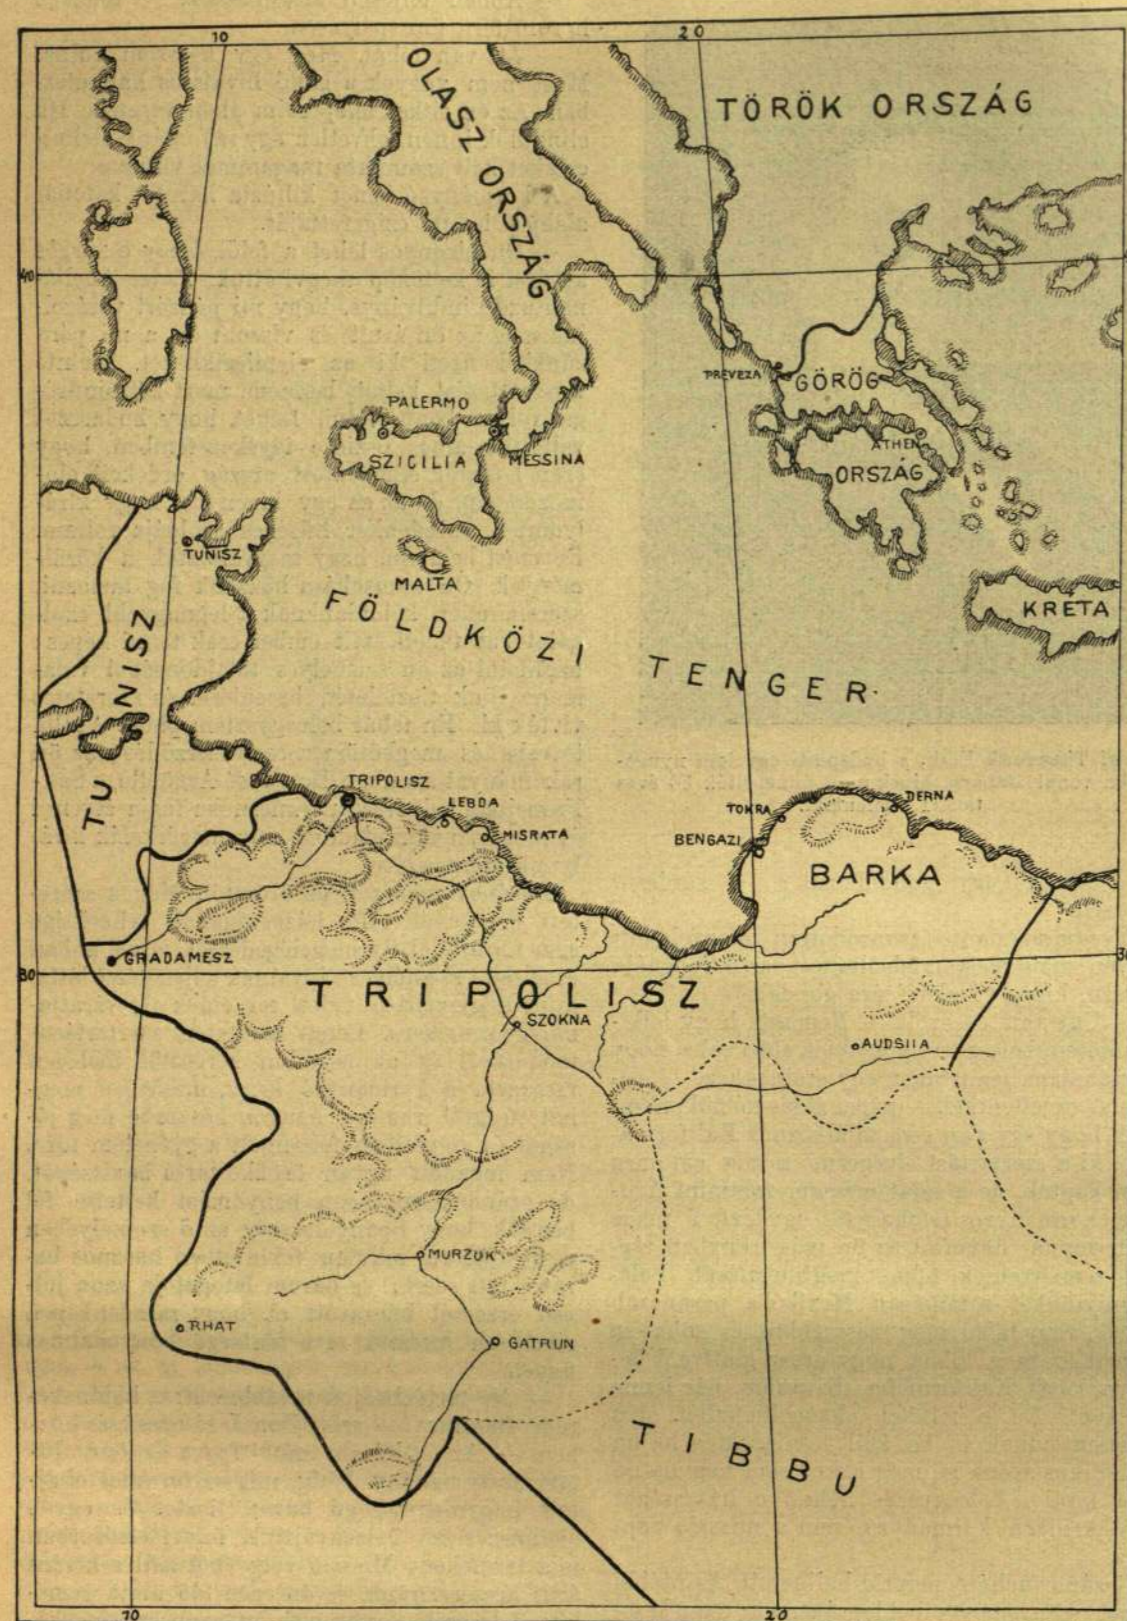 10
20
OLASZ ORSZÁG
TÖRÖK ORSZÁG
40
PREVEZA
GÖRÖG
PALERMO
ATHEN
SZICILIA
MESSINA
ORSZÁG
TUNISZ
MALTA
KRETA
FÖLDKÖZI TENGER
TUNISZ
TRIPOLISZ
LEBDA
MISRATA
TOKRA
DERNA
BENGAZI
BARKA
GRADAMESZ
30
30
TRIPOLISZ
SZOKNA
AUDSIIA
MURZUK
RHAT
GATRUN
TIBBU
10
20